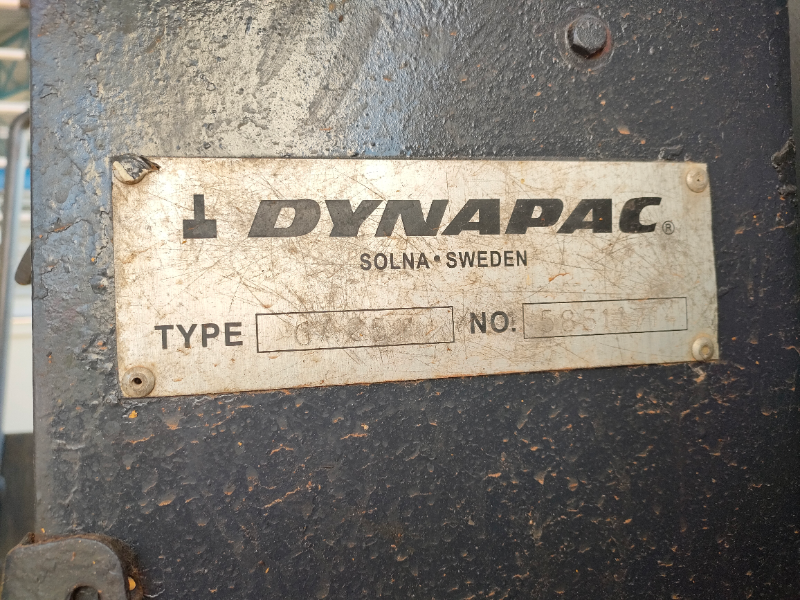 DYNAPAC®
SOLNA • SWEDEN
TYPE NO.